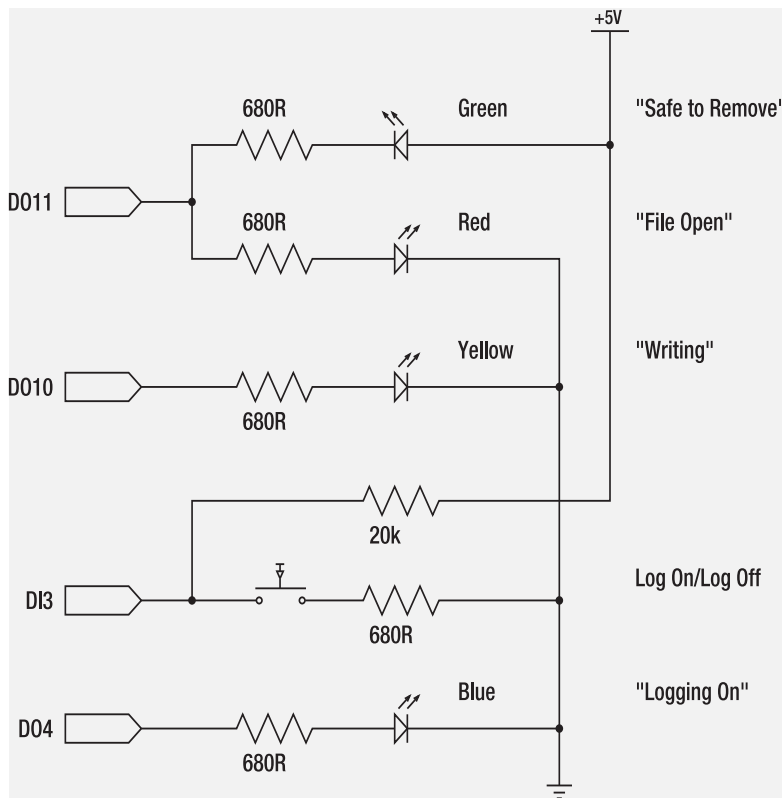 +5V
680R
Green
"Safe to Remove"
DO11
680R
Red
"File Open"
Yellow
"Writing"
DO10
680R
20k
Log On/Log Off
DI3
680R
Blue
"Logging On"
DO4
680R